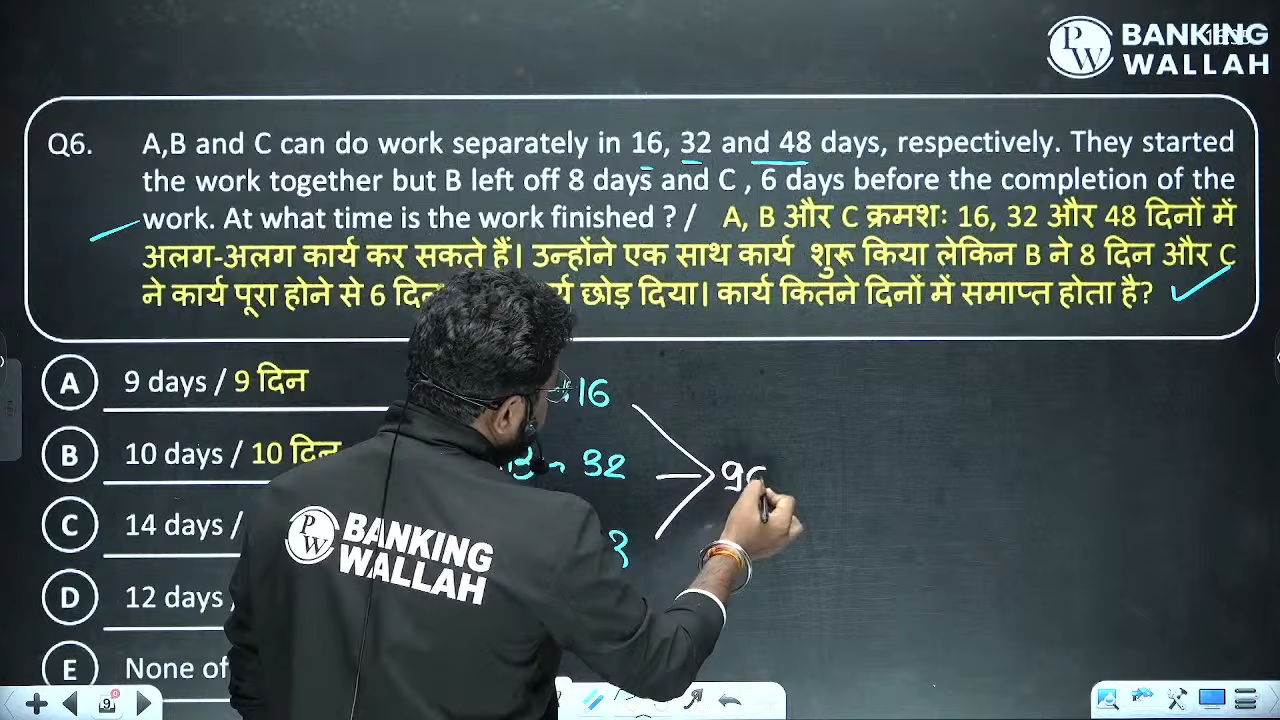 BANKING
WALLAH
Q6. A,B and C can do work separately in 16, 32 and 48 days, respectively. They started
the work together but B left off 8 days and C , 6 days before the completion of the
work. At what time is the work finished ? / A, B और C क्रमशः 16, 32 और 48 दिनों में
अलग-अलग कार्य कर सकते हैं। उन्होंने एक साथ कार्य शुरू किया लेकिन B ने 8 दिन और C
ने कार्य पूरा होने से 6 छोड़ दिया। कार्य कितने दिनों में समाप्त होता है?
A 9 days / 9 दिन
16
B 10 days / 10 दिन
B - 32
96
C 14 days /
D 12 days
E None of
PW BANKING
WALLAH